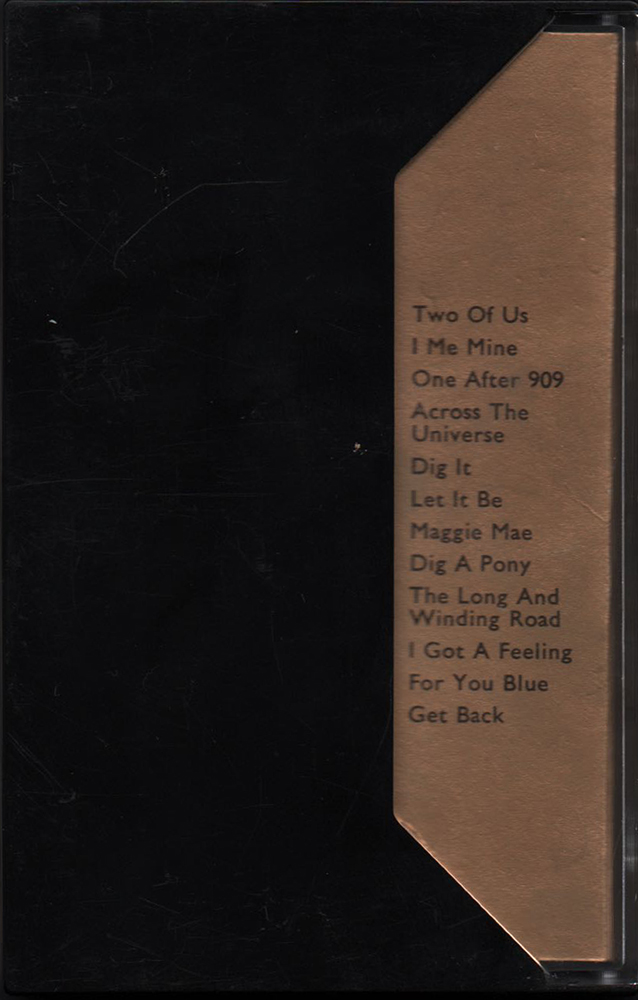 Two Of Us
I Me Mine
One After 909
Across The
Universe
Dig It
Let It Be
Maggie Mae
Dig A Pony
The Long And
Winding Road
I Got A Feeling
For You Blue
Get Back